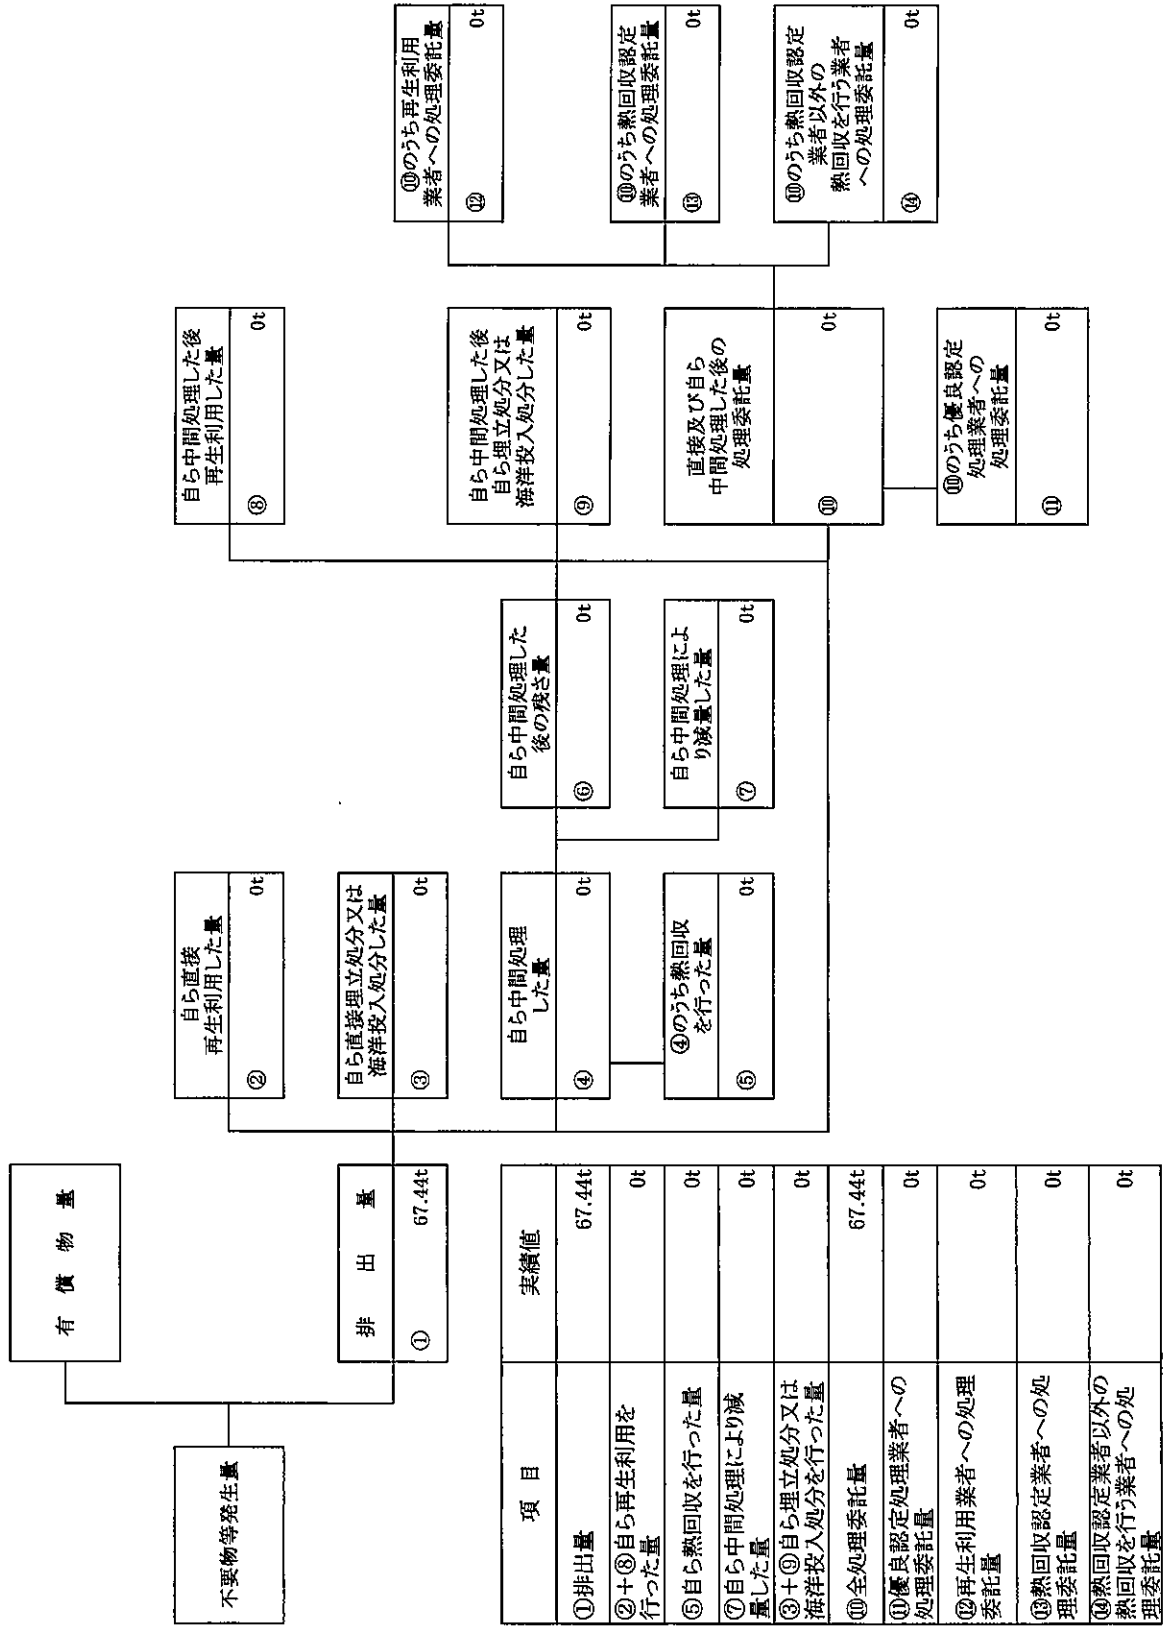 有償物量
不要物等発生量
排出量
① 67.44t
自ら直接
再生利用した量
② 0t
自ら直接埋立処分又は
海洋投入処分した量
③ 0t
自ら中間処理
した量
④ 0t
④のうち熱回収
を行った量
⑤ 0t
自ら中間処理した
後の残さ量
⑥ 0t
自ら中間処理によ
り減量した量
⑦ 0t
自ら中間処理した後
再生利用した量
⑧ 0t
自ら中間処理した後
自ら埋立処分又は
海洋投入処分した量
⑨ 0t
直接及び自ら
中間処理した後の
処理委託量
⑩ 0t
⑩のうち優良認定
処理業者への
処理委託量
⑪ 0t
⑩のうち再生利用
業者への処理委託量
⑫ 0t
⑩のうち熱回収認定
業者への処理委託量
⑬ 0t
⑩のうち熱回収認定
業者以外の
熱回収を行う業者
への処理委託量
⑭ 0t
項目 実績値
①排出量 67.44t
②+⑧自ら再生利用を
行った量 0t
⑤自ら熱回収を行った量 0t
⑦自ら中間処理により減
量した量 0t
③+⑨自ら埋立処分又は
海洋投入処分を行った量 0t
⑩全処理委託量 67.44t
⑪優良認定処理業者への
処理委託量 0t
⑫再生利用業者への処理
委託量 0t
⑬熱回収認定業者への処
理委託量 0t
⑭熱回収認定業者以外の
熱回収を行う業者への処
理委託量 0t